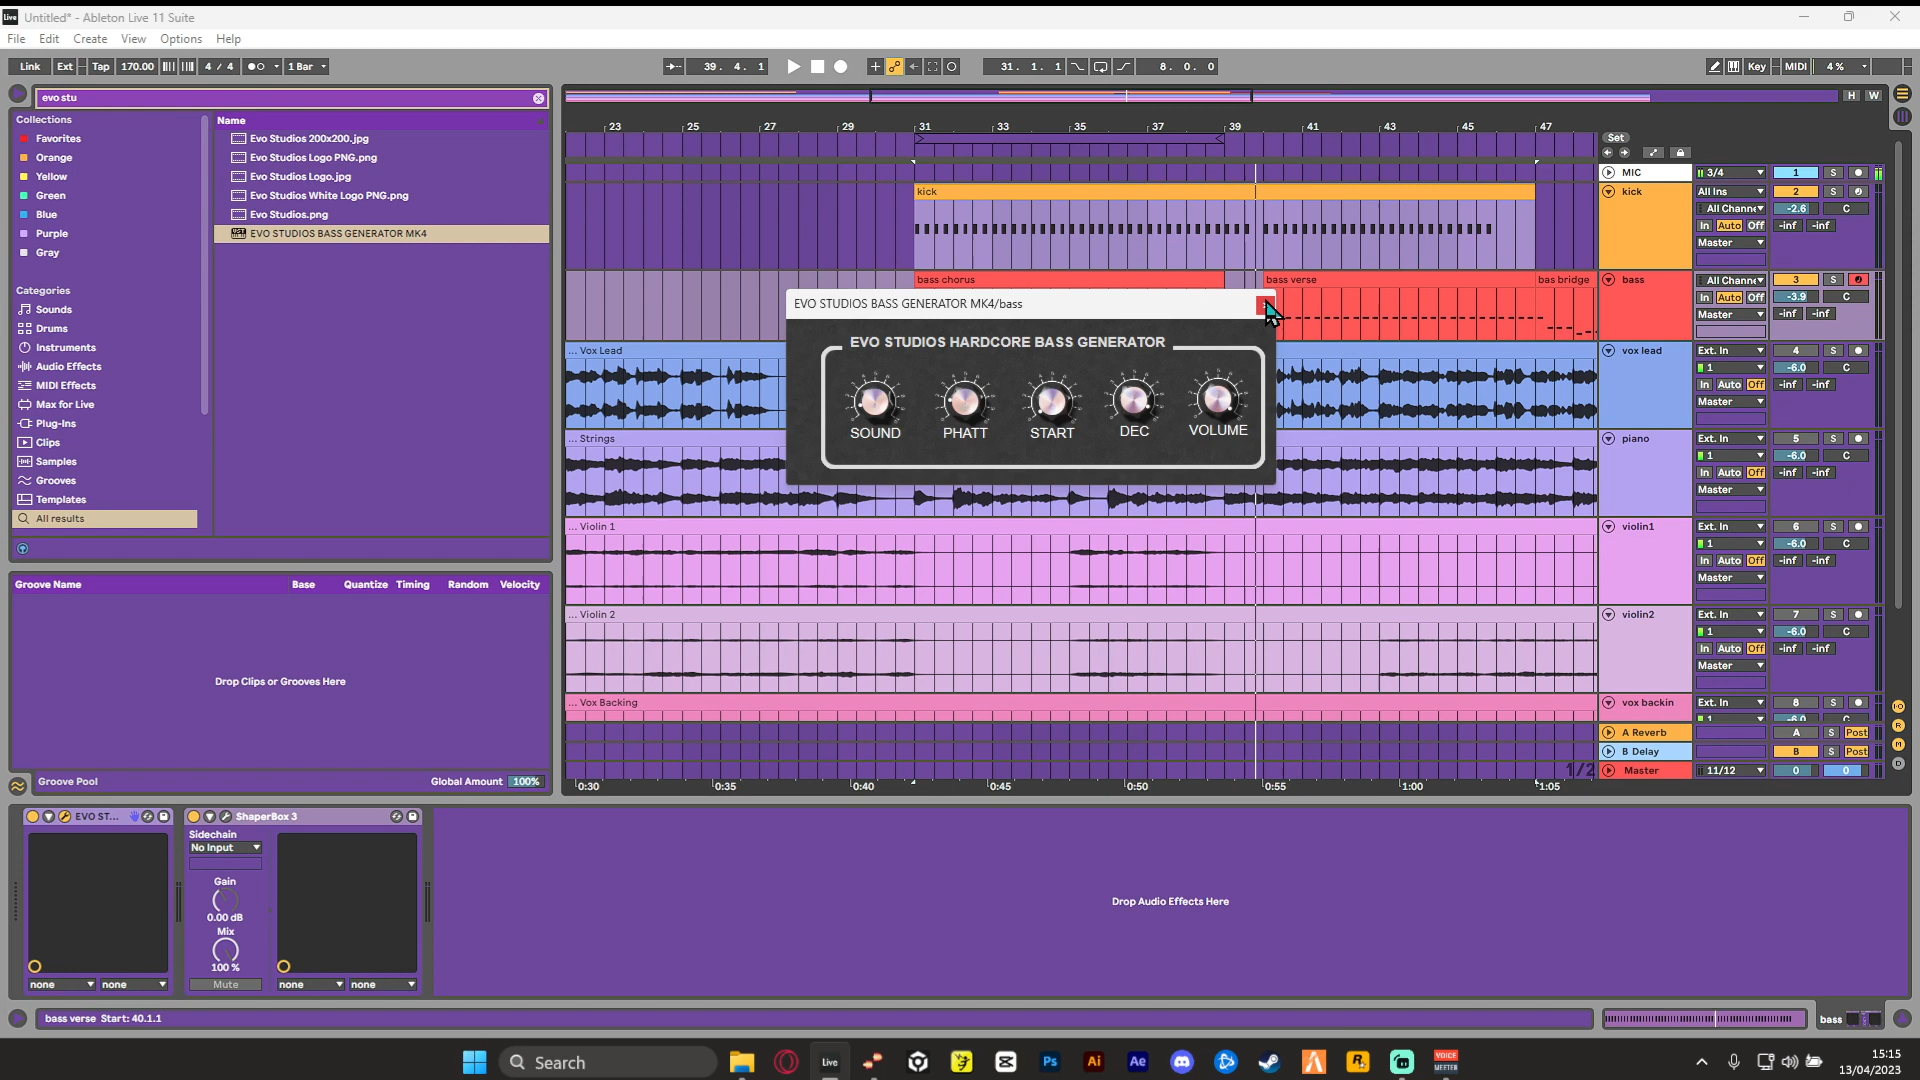 Untitled* - Ableton Live 11 Suite
File Edit Create View Options Help
Link Ext Tap 170.00 4 / 4 1 Bar 39. 4. 1 31. 1. 1 8. 0. 0 Key MIDI 4 %
evo stu
H W
Collections
Favorites
Orange
Yellow
Green
Blue
Purple
Gray
Categories
Sounds
Drums
Instruments
Audio Effects
MIDI Effects
Max for Live
Plug-Ins
Clips
Samples
Grooves
Templates
All results
Name
Evo Studios 200x200.jpg
Evo Studios Logo PNG.png
Evo Studios Logo.jpg
Evo Studios White Logo PNG.png
Evo Studios.png
EVO STUDIOS BASS GENERATOR MK4
Groove Name Base Quantize Timing Random Velocity
Drop Clips or Grooves Here
Groove Pool Global Amount 100%
23 25 27 29 31 33 35 37 39 41 43 45 47
Set
kick
bass chorus bass verse bas bridge
EVO STUDIOS BASS GENERATOR MK4/bass
EVO STUDIOS HARDCORE BASS GENERATOR
SOUND PHATT START DEC VOLUME
... Vox Lead
... Strings
... Violin 1
... Violin 2
... Vox Backing
1/2
0:30 0:35 0:40 0:45 0:50 0:55 1:00 1:05
MIC 3/4 1 S
kick All Ins 2 S
All Channe -2.6 C
In Auto Off -inf -inf
Master
bass All Channe 3 S
In Auto Off -3.9 C
Master -inf -inf
vox lead Ext. In 4 S
1 -6.0 C
In Auto Off -inf -inf
Master
piano Ext. In 5 S
1 -6.0 C
In Auto Off -inf -inf
Master
violin1 Ext. In 6 S
1 -6.0 C
In Auto Off -inf -inf
Master
violin2 Ext. In 7 S
1 -6.0 C
In Auto Off -inf -inf
Master
vox backin Ext. In 8 S
1 -6.0 C
A Reverb A S Post
B Delay B S Post
Master 11/12 0 0
I·O
R
M
D
EVO ST...
none none
ShaperBox 3
Sidechain
No Input
Gain
0.00 dB
Mix
100 %
Mute
none none
Drop Audio Effects Here
bass verse Start: 40.1.1
bass
Search
Live
Ps
Ai
Ae
VOICE
MEETER
15:15
13/04/2023